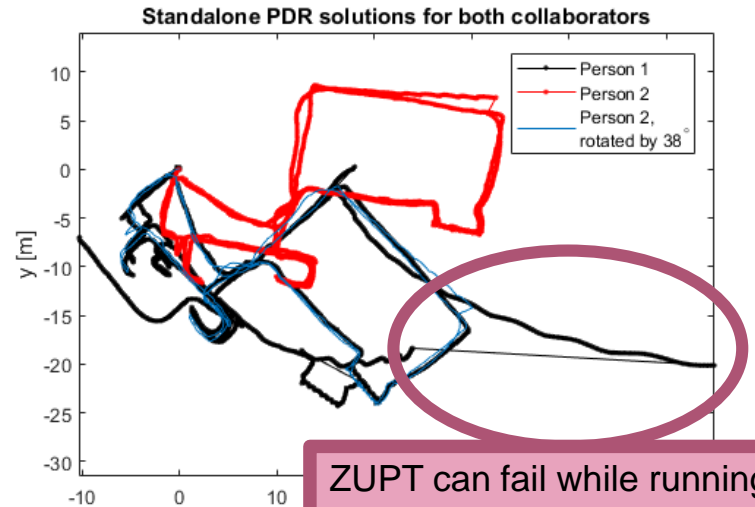 Standalone PDR solutions for both collaborators
Person 1
Person 2
Person 2,
rotated by 38°
y [m]
10
5
0
-5
-10
-15
-20
-25
-30
-10
0
10
ZUPT can fail while running